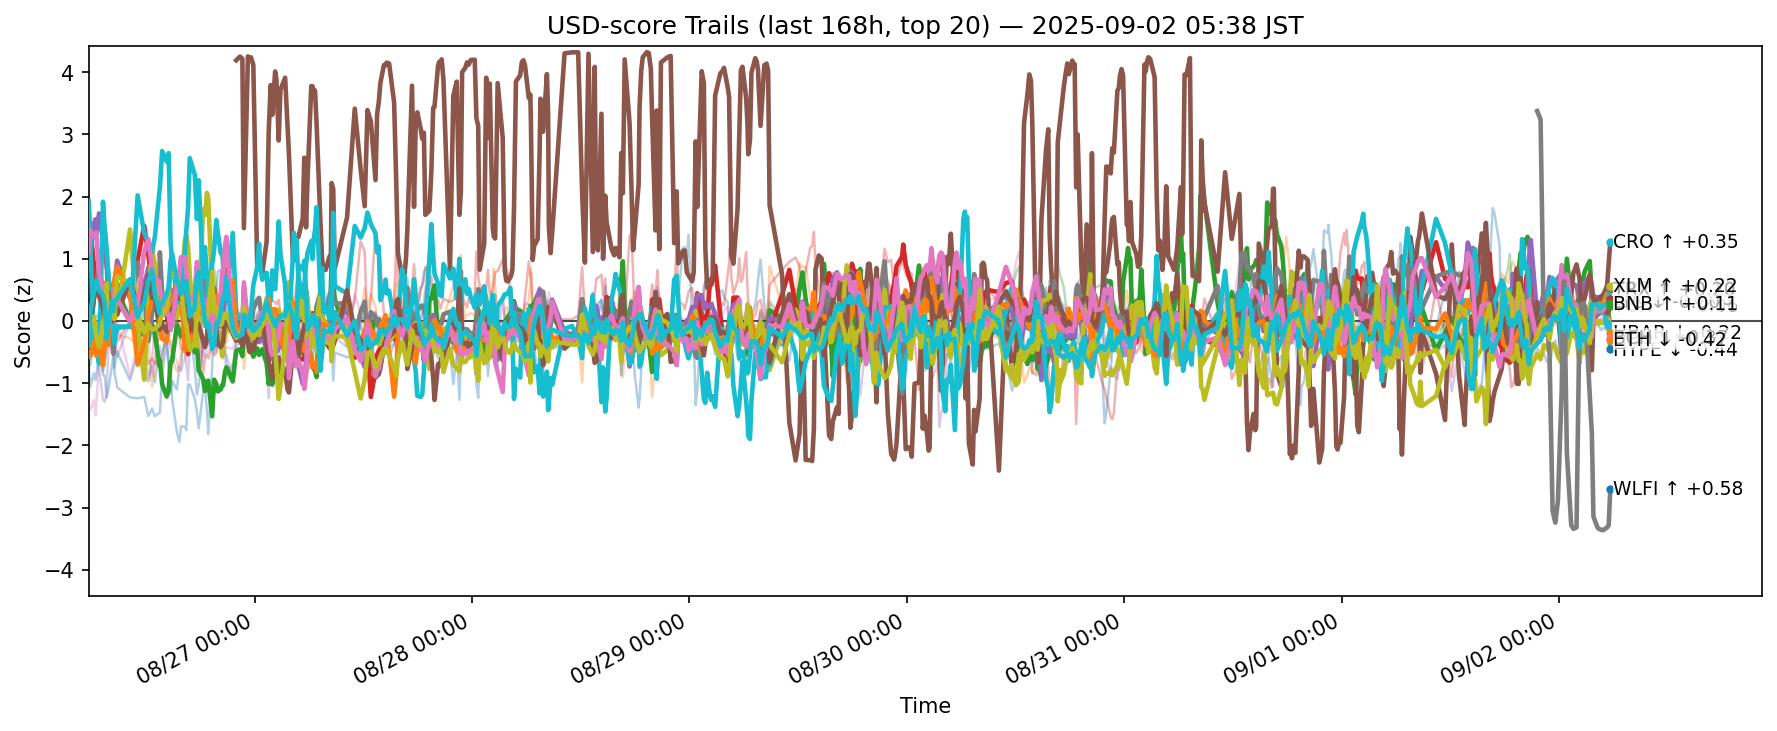 USD-score Trails (last 168h, top 20) — 2025-09-02 05:38 JST
Score (z)
4
3
2
1
0
−1
−2
−3
−4
CRO ↑ +0.35
XLM ↑ +0.22
BNB ↑ +0.11
ETH ↓ -0.42
HYPE ↓ -0.44
WLFI ↑ +0.58
08/27 00:00
08/28 00:00
08/29 00:00
08/30 00:00
08/31 00:00
09/01 00:00
09/02 00:00
Time